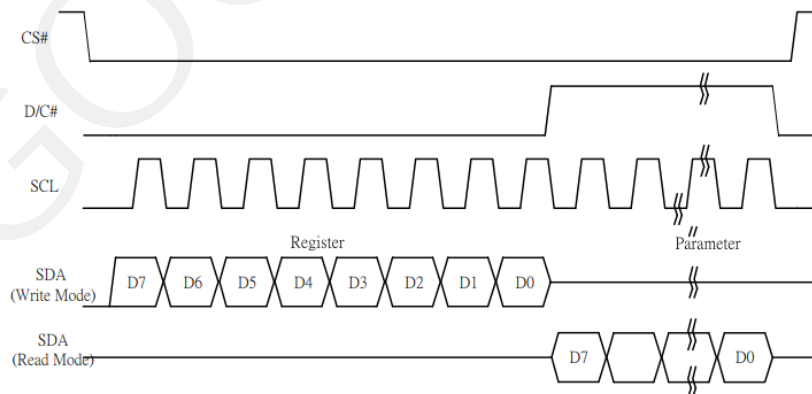 CS#
D/C#
SCL
Register
Parameter
SDA
(Write Mode)
D7 D6 D5 D4 D3 D2 D1 D0
SDA
(Read Mode)
D7 D0